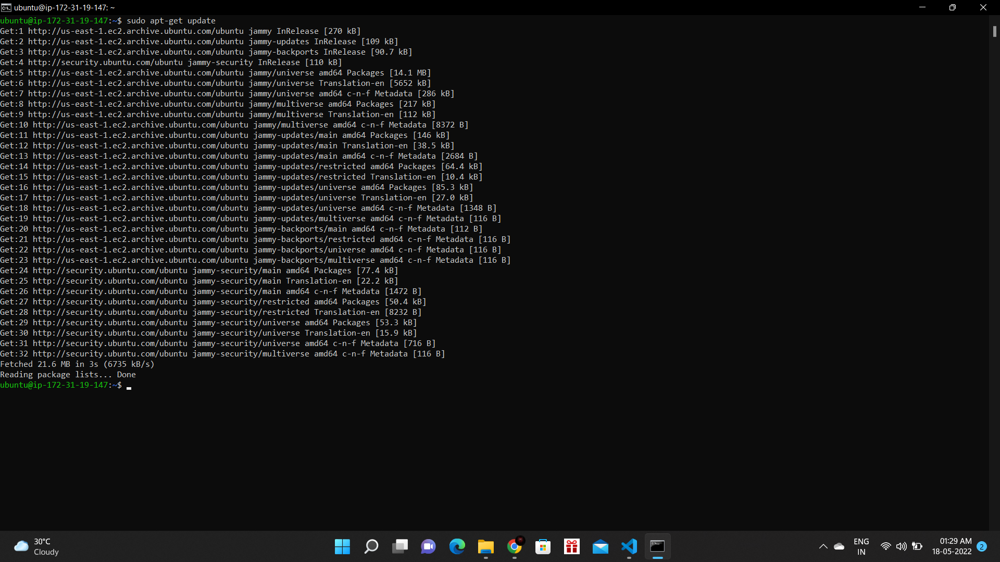 ubuntu@ip-172-31-19-147: ~
ubuntu@ip-172-31-19-147:~$ sudo apt-get update
Get:1 http://us-east-1.ec2.archive.ubuntu.com/ubuntu jammy InRelease [270 kB]
Get:2 http://us-east-1.ec2.archive.ubuntu.com/ubuntu jammy-updates InRelease [109 kB]
Get:3 http://us-east-1.ec2.archive.ubuntu.com/ubuntu jammy-backports InRelease [90.7 kB]
Get:4 http://security.ubuntu.com/ubuntu jammy-security InRelease [110 kB]
Get:5 http://us-east-1.ec2.archive.ubuntu.com/ubuntu jammy/universe amd64 Packages [14.1 MB]
Get:6 http://us-east-1.ec2.archive.ubuntu.com/ubuntu jammy/universe Translation-en [5652 kB]
Get:7 http://us-east-1.ec2.archive.ubuntu.com/ubuntu jammy/universe amd64 c-n-f Metadata [286 kB]
Get:8 http://us-east-1.ec2.archive.ubuntu.com/ubuntu jammy/multiverse amd64 Packages [217 kB]
Get:9 http://us-east-1.ec2.archive.ubuntu.com/ubuntu jammy/multiverse Translation-en [112 kB]
Get:10 http://us-east-1.ec2.archive.ubuntu.com/ubuntu jammy/multiverse amd64 c-n-f Metadata [8372 B]
Get:11 http://us-east-1.ec2.archive.ubuntu.com/ubuntu jammy-updates/main amd64 Packages [146 kB]
Get:12 http://us-east-1.ec2.archive.ubuntu.com/ubuntu jammy-updates/main Translation-en [38.5 kB]
Get:13 http://us-east-1.ec2.archive.ubuntu.com/ubuntu jammy-updates/main amd64 c-n-f Metadata [2684 B]
Get:14 http://us-east-1.ec2.archive.ubuntu.com/ubuntu jammy-updates/restricted amd64 Packages [64.4 kB]
Get:15 http://us-east-1.ec2.archive.ubuntu.com/ubuntu jammy-updates/restricted Translation-en [10.4 kB]
Get:16 http://us-east-1.ec2.archive.ubuntu.com/ubuntu jammy-updates/universe amd64 Packages [85.3 kB]
Get:17 http://us-east-1.ec2.archive.ubuntu.com/ubuntu jammy-updates/universe Translation-en [27.0 kB]
Get:18 http://us-east-1.ec2.archive.ubuntu.com/ubuntu jammy-updates/universe amd64 c-n-f Metadata [1348 B]
Get:19 http://us-east-1.ec2.archive.ubuntu.com/ubuntu jammy-updates/multiverse amd64 c-n-f Metadata [116 B]
Get:20 http://us-east-1.ec2.archive.ubuntu.com/ubuntu jammy-backports/main amd64 c-n-f Metadata [112 B]
Get:21 http://us-east-1.ec2.archive.ubuntu.com/ubuntu jammy-backports/restricted amd64 c-n-f Metadata [116 B]
Get:22 http://us-east-1.ec2.archive.ubuntu.com/ubuntu jammy-backports/universe amd64 c-n-f Metadata [116 B]
Get:23 http://us-east-1.ec2.archive.ubuntu.com/ubuntu jammy-backports/multiverse amd64 c-n-f Metadata [116 B]
Get:24 http://security.ubuntu.com/ubuntu jammy-security/main amd64 Packages [77.4 kB]
Get:25 http://security.ubuntu.com/ubuntu jammy-security/main Translation-en [22.2 kB]
Get:26 http://security.ubuntu.com/ubuntu jammy-security/main amd64 c-n-f Metadata [1472 B]
Get:27 http://security.ubuntu.com/ubuntu jammy-security/restricted amd64 Packages [50.4 kB]
Get:28 http://security.ubuntu.com/ubuntu jammy-security/restricted Translation-en [8232 B]
Get:29 http://security.ubuntu.com/ubuntu jammy-security/universe amd64 Packages [53.3 kB]
Get:30 http://security.ubuntu.com/ubuntu jammy-security/universe Translation-en [15.9 kB]
Get:31 http://security.ubuntu.com/ubuntu jammy-security/universe amd64 c-n-f Metadata [716 B]
Get:32 http://security.ubuntu.com/ubuntu jammy-security/multiverse amd64 c-n-f Metadata [116 B]
Fetched 21.6 MB in 3s (6735 kB/s)
Reading package lists... Done
ubuntu@ip-172-31-19-147:~$
30°C
Cloudy
ENG
IN
01:29 AM
18-05-2022
2